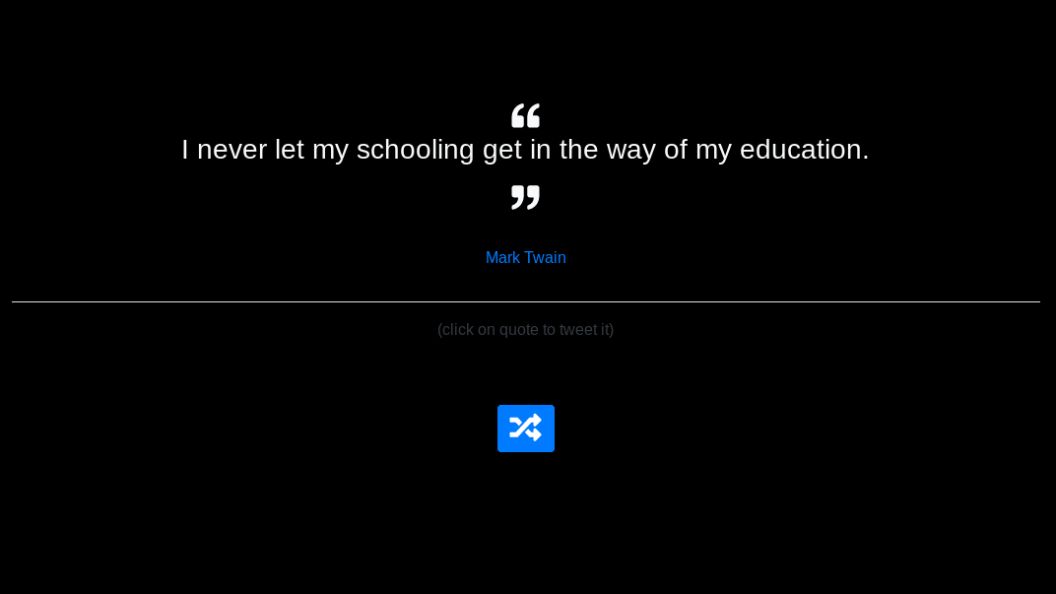 “
I never let my schooling get in the way of my education.
”
Mark Twain
(click on quote to tweet it)